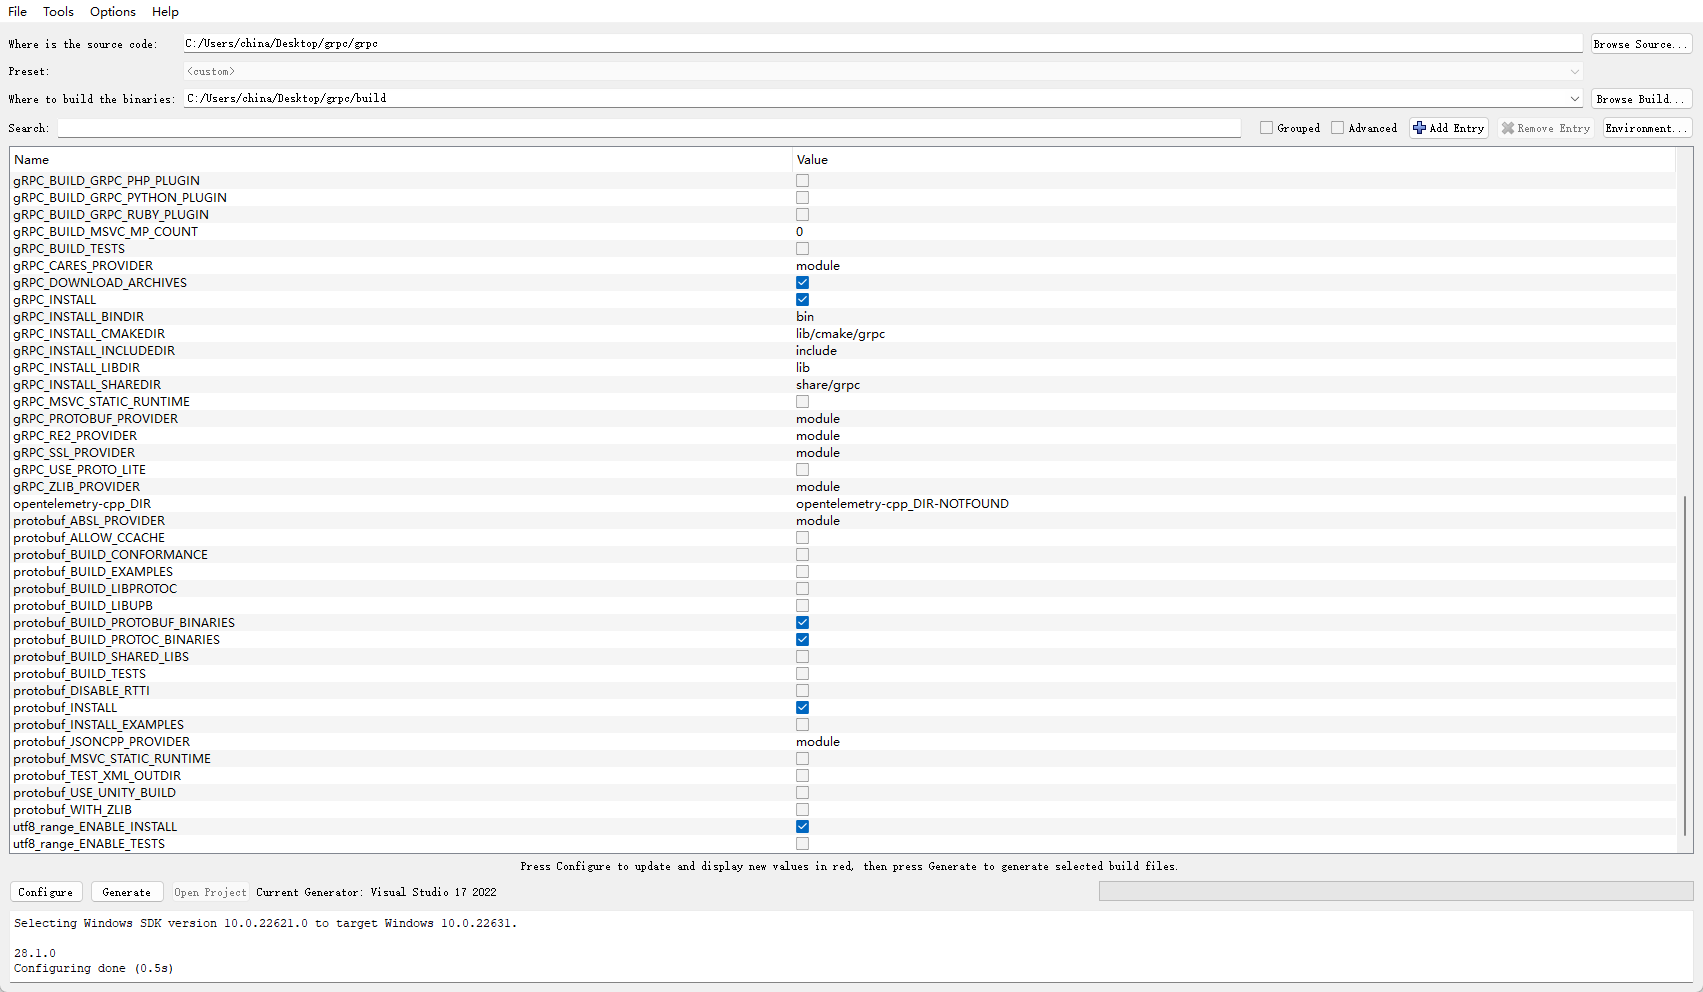 File Tools Options Help
Where is the source code: C:/Users/china/Desktop/grpc/grpc Browse Source...
Preset: <custom>
Where to build the binaries: C:/Users/china/Desktop/grpc/build Browse Build...
Search: Grouped Advanced Add Entry Remove Entry Environment...
Name Value
gRPC_BUILD_GRPC_PHP_PLUGIN
gRPC_BUILD_GRPC_PYTHON_PLUGIN
gRPC_BUILD_GRPC_RUBY_PLUGIN
gRPC_BUILD_MSVC_MP_COUNT 0
gRPC_BUILD_TESTS
gRPC_CARES_PROVIDER module
gRPC_DOWNLOAD_ARCHIVES
gRPC_INSTALL
gRPC_INSTALL_BINDIR bin
gRPC_INSTALL_CMAKEDIR lib/cmake/grpc
gRPC_INSTALL_INCLUDEDIR include
gRPC_INSTALL_LIBDIR lib
gRPC_INSTALL_SHAREDIR share/grpc
gRPC_MSVC_STATIC_RUNTIME
gRPC_PROTOBUF_PROVIDER module
gRPC_RE2_PROVIDER module
gRPC_SSL_PROVIDER module
gRPC_USE_PROTO_LITE
gRPC_ZLIB_PROVIDER module
opentelemetry-cpp_DIR opentelemetry-cpp_DIR-NOTFOUND
protobuf_ABSL_PROVIDER module
protobuf_ALLOW_CCACHE
protobuf_BUILD_CONFORMANCE
protobuf_BUILD_EXAMPLES
protobuf_BUILD_LIBPROTOC
protobuf_BUILD_LIBUPB
protobuf_BUILD_PROTOBUF_BINARIES
protobuf_BUILD_PROTOC_BINARIES
protobuf_BUILD_SHARED_LIBS
protobuf_BUILD_TESTS
protobuf_DISABLE_RTTI
protobuf_INSTALL
protobuf_INSTALL_EXAMPLES
protobuf_JSONCPP_PROVIDER module
protobuf_MSVC_STATIC_RUNTIME
protobuf_TEST_XML_OUTDIR
protobuf_USE_UNITY_BUILD
protobuf_WITH_ZLIB
utf8_range_ENABLE_INSTALL
utf8_range_ENABLE_TESTS
Press Configure to update and display new values in red, then press Generate to generate selected build files.
Configure Generate Open Project Current Generator: Visual Studio 17 2022
Selecting Windows SDK version 10.0.22621.0 to target Windows 10.0.22631.
28.1.0
Configuring done (0.5s)